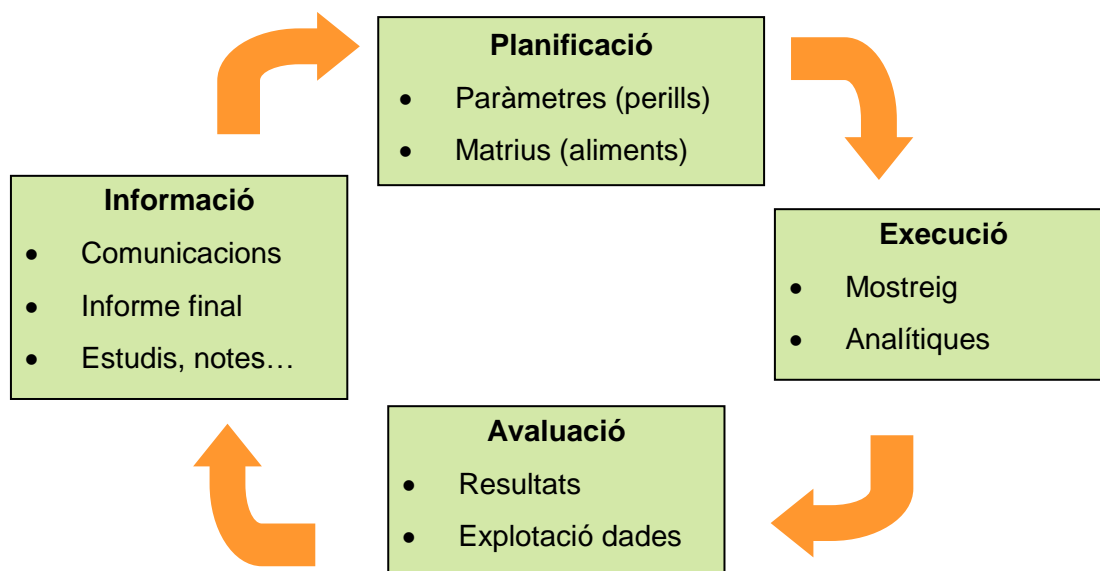 Planificació
• Paràmetres (perills)
• Matrius (aliments)
Informació
• Comunicacions
• Informe final
• Estudis, notes…
Execució
• Mostreig
• Analítiques
Avaluació
• Resultats
• Explotació dades